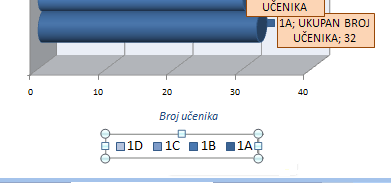 UČENIKA
1A; UKUPAN BROJ
UČENIKA; 32
0 10 20 30 40
Broj učenika
1D 1C 1B 1A